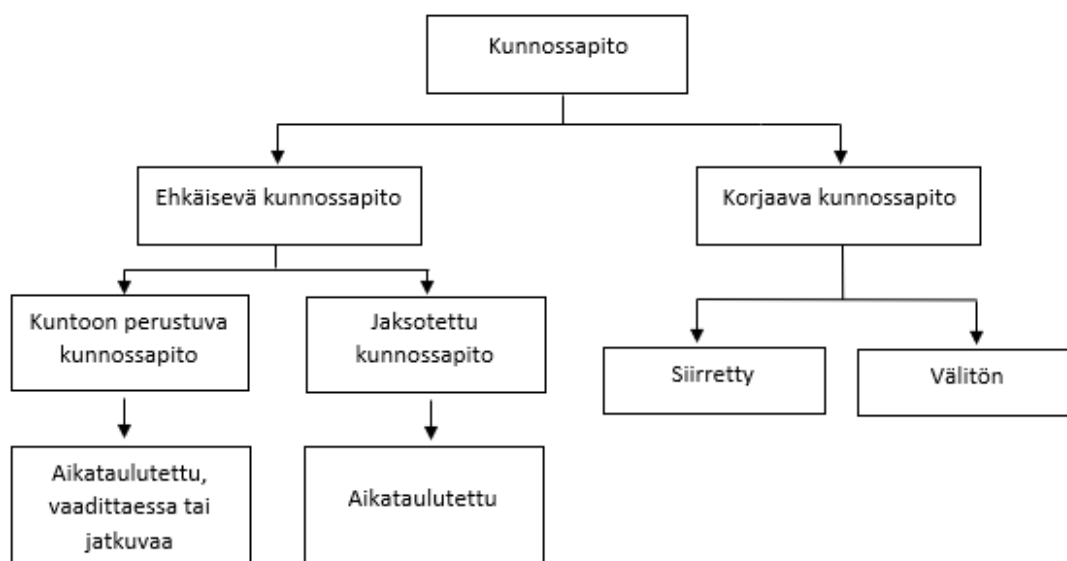 Kunnossapito
Ehkäisevä kunnossapito
Korjaava kunnossapito
Kuntoon perustuva
kunnossapito
Jaksotettu
kunnossapito
Siirretty
Välitön
Aikataulutettu,
vaadittaessa tai
jatkuvaa
Aikataulutettu